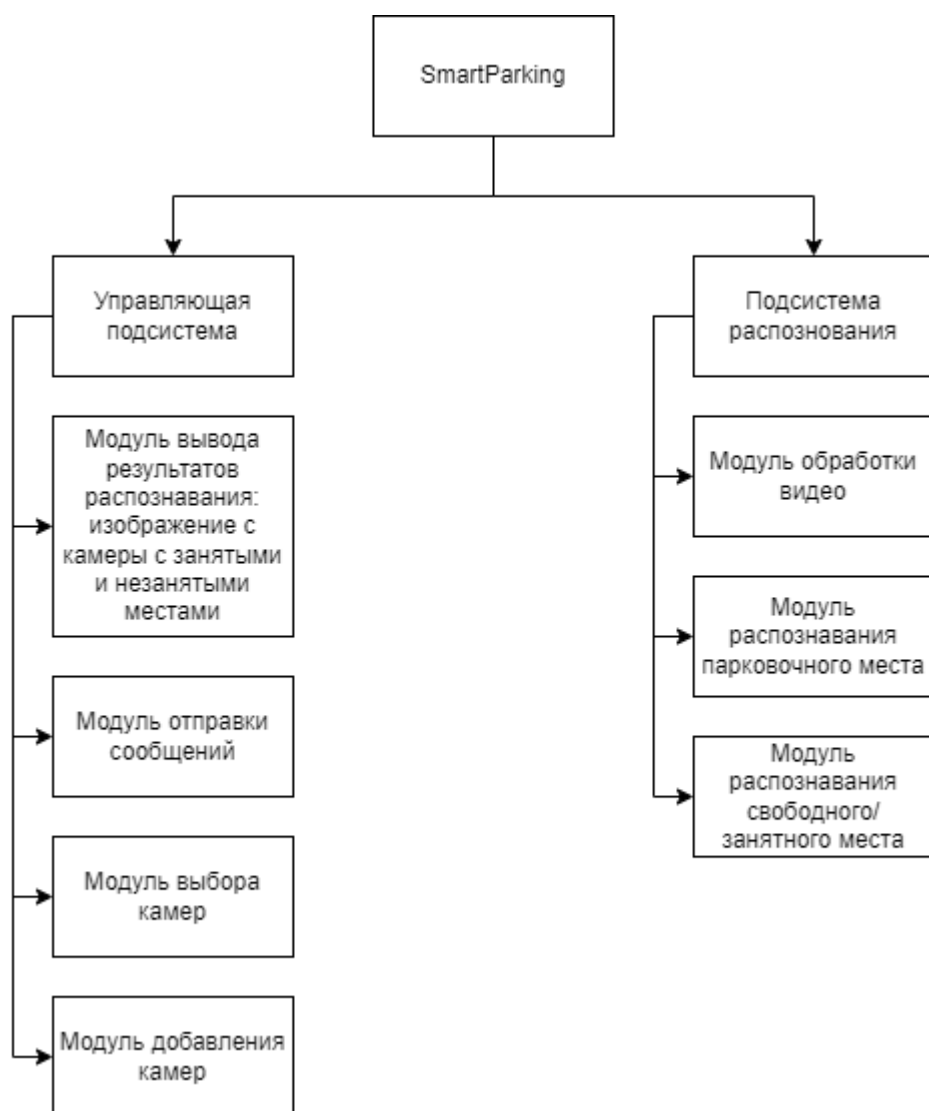 SmartParking
Управляющая
подсистема
Подсистема
распознования
Модуль вывода
результатов
распознавания:
изображение с
камеры с занятыми
и незанятыми
местами
Модуль обработки
видео
Модуль
распознавания
парковочного места
Модуль отправки
сообщений
Модуль
распознавания
свободного/
занятного места
Модуль выбора
камер
Модуль добавления
камер